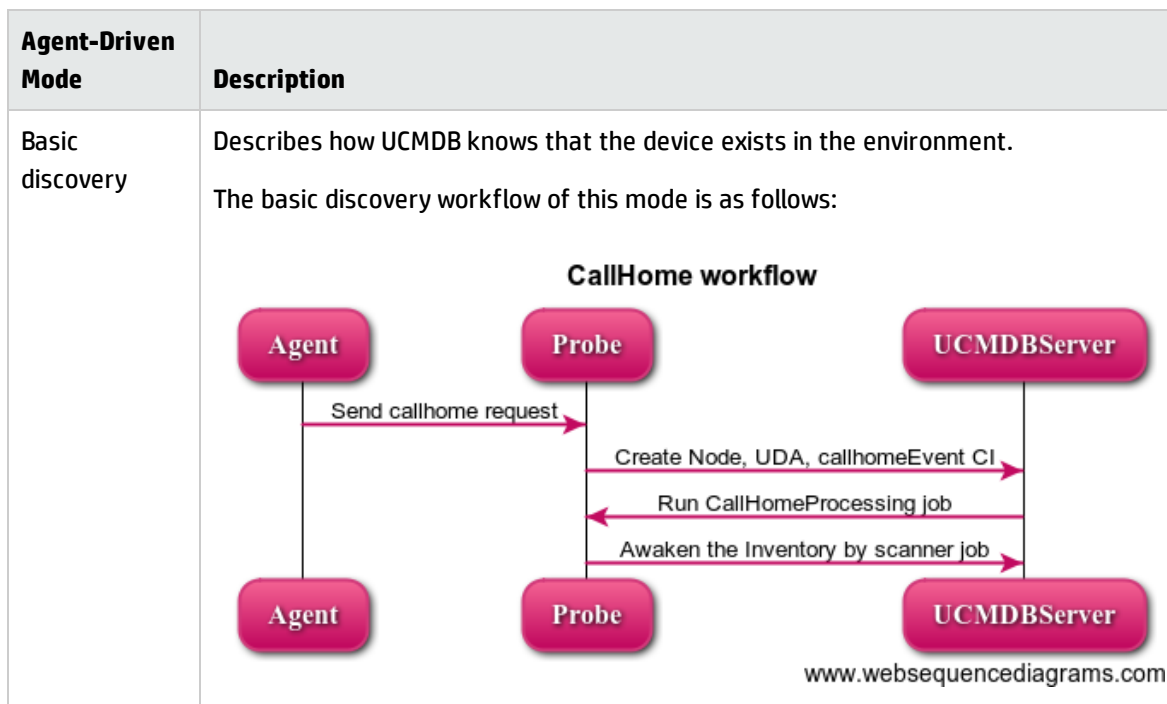 Agent-Driven
Mode
Description
Basic
discovery
Describes how UCMDB knows that the device exists in the environment.
The basic discovery workflow of this mode is as follows:
CallHome workflow
Agent
Probe
UCMDBServer
Send callhome request
Create Node, UDA, callhomeEvent CI
Run CallHomeProcessing job
Awaken the Inventory by scanner job
Agent
Probe
UCMDBServer
www.websequencediagrams.com